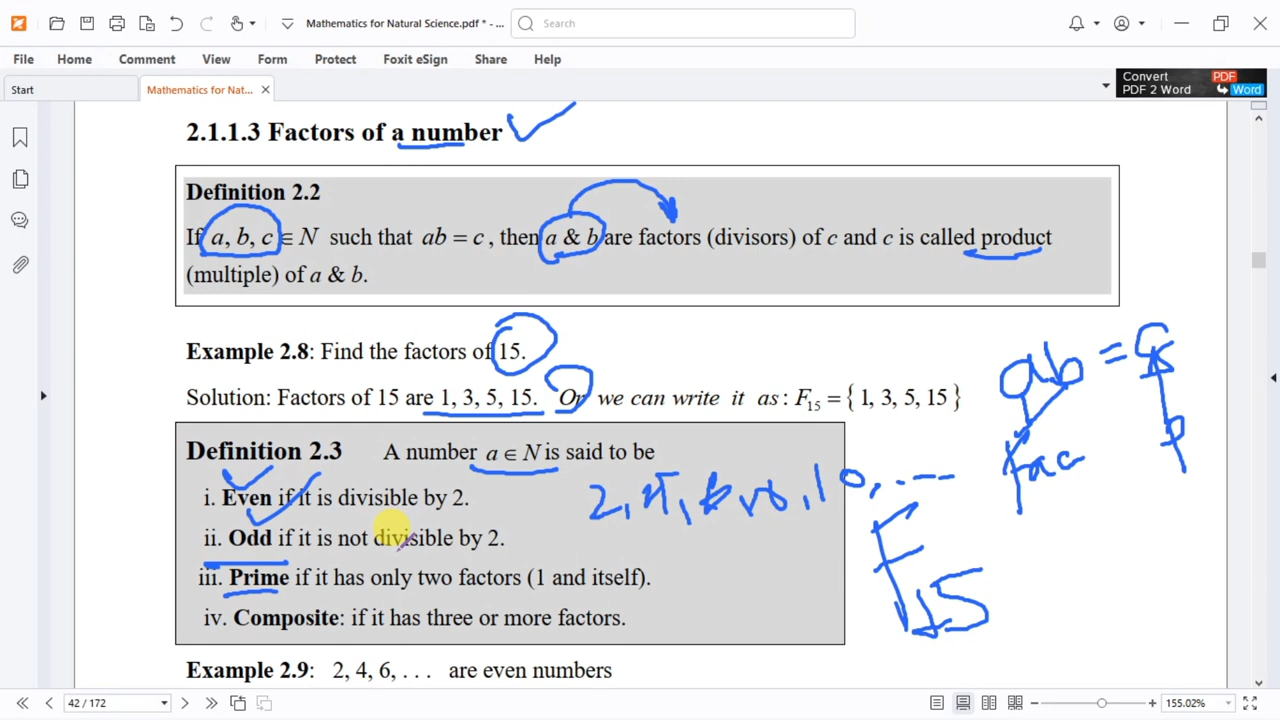 Mathematics for Natural Science.pdf * - ...
Search
File Home Comment View Form Protect Foxit eSign Share Help
Start
Mathematics for Nat...
Convert PDF
PDF 2 Word Word
2.1.1.3 Factors of a number
Definition 2.2
If a, b, c ∈ N such that ab = c, then a & b are factors (divisors) of c and c is called product
(multiple) of a & b.
Example 2.8: Find the factors of 15.
ab = c
Solution: Factors of 15 are 1, 3, 5, 15. Or we can write it as: F₁₅ = { 1, 3, 5, 15 }
P
fac
Definition 2.3 A number a ∈ N is said to be
i. Even if it is divisible by 2.
2, 4, 6, 8, 10, . ...
ii. Odd if it is not divisible by 2.
iii. Prime if it has only two factors (1 and itself).
F 15
iv. Composite: if it has three or more factors.
Example 2.9: 2, 4, 6, . . . are even numbers
42 / 172
155.02%